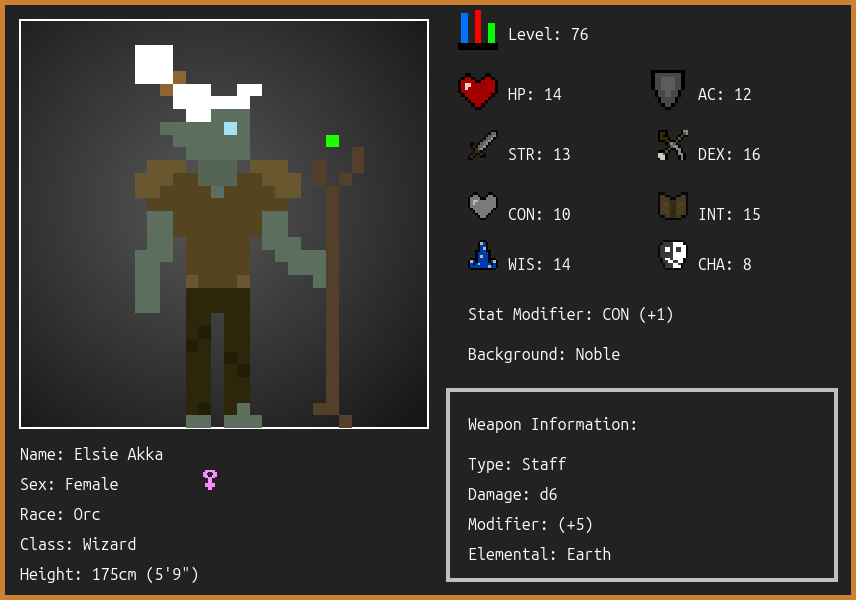 Level: 76
HP: 14
AC: 12
STR: 13
DEX: 16
CON: 10
INT: 15
WIS: 14
CHA: 8
Stat Modifier: CON (+1)
Background: Noble
Weapon Information:
Type: Staff
Damage: d6
Modifier: (+5)
Elemental: Earth
Name: Elsie Akka
Sex: Female
Race: Orc
Class: Wizard
Height: 175cm (5'9")